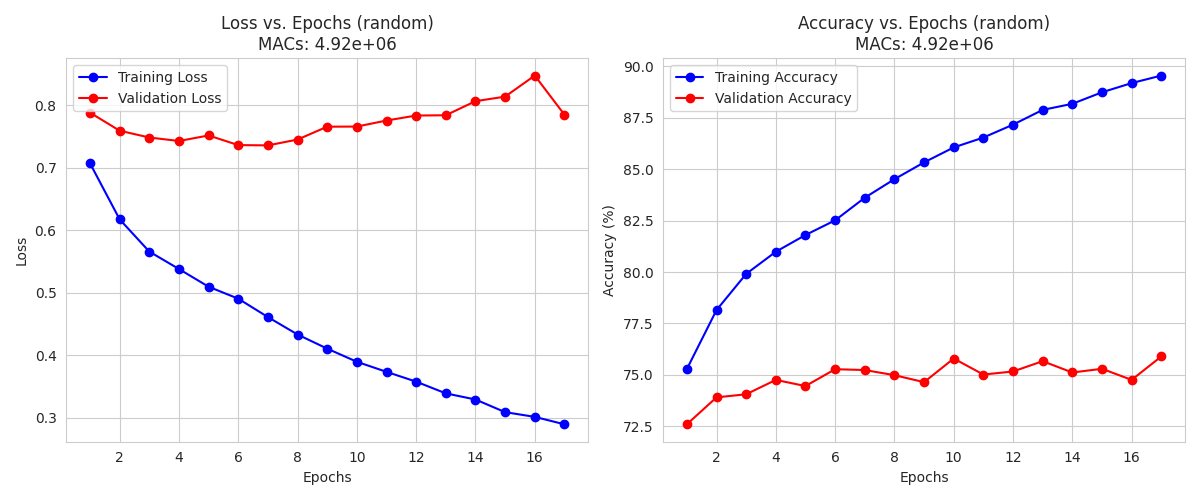 Loss vs. Epochs (random)
MACs: 4.92e+06
Training Loss
Validation Loss
0.8
0.7
0.6
0.5
0.4
0.3
Loss
2 4 6 8 10 12 14 16
Epochs
Accuracy vs. Epochs (random)
MACs: 4.92e+06
Training Accuracy
Validation Accuracy
90.0
87.5
85.0
82.5
80.0
77.5
75.0
72.5
Accuracy (%)
2 4 6 8 10 12 14 16
Epochs